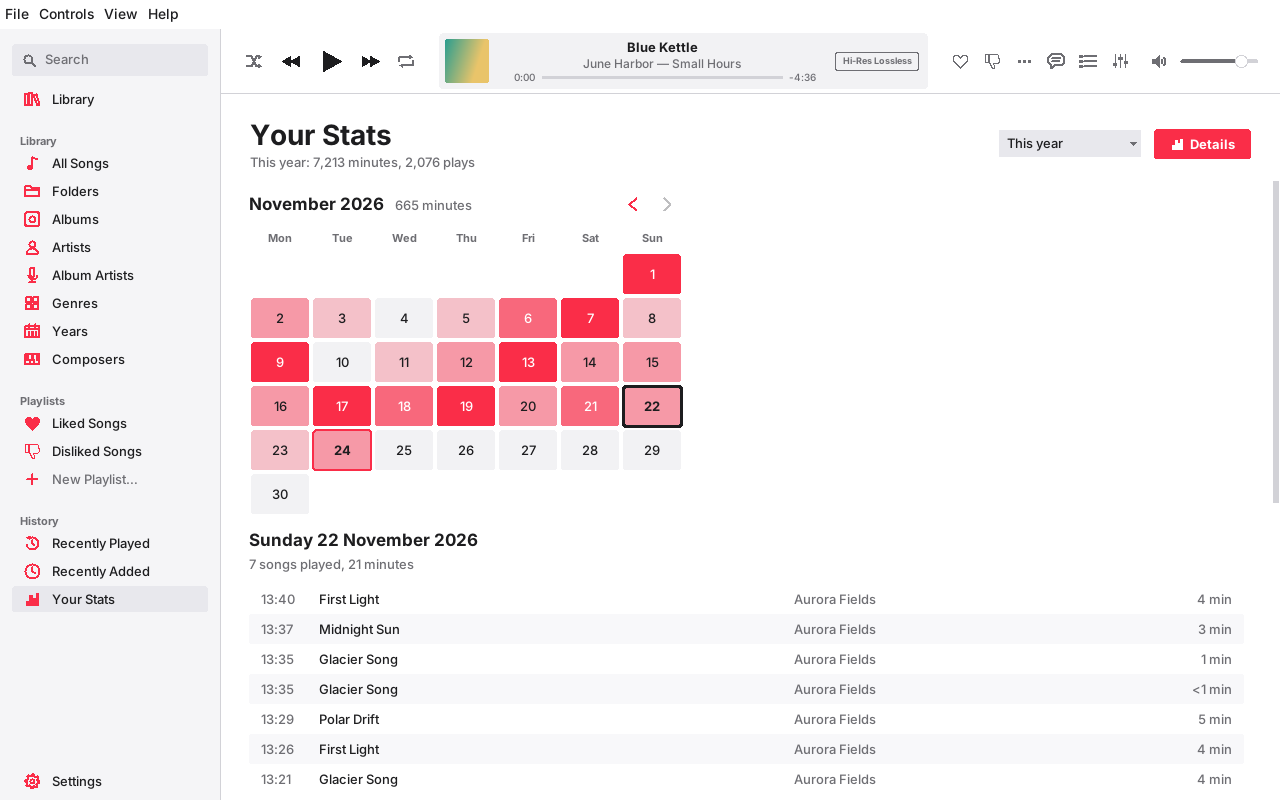 File Controls View Help
Search
Library
Library
All Songs
Folders
Albums
Artists
Album Artists
Genres
Years
Composers
Playlists
Liked Songs
Disliked Songs
New Playlist...
History
Recently Played
Recently Added
Your Stats
Settings
Blue Kettle
June Harbor — Small Hours
0:00 -4:36
Hi-Res Lossless
Your Stats
This year: 7,213 minutes, 2,076 plays
This year
Details
November 2026 665 minutes
Mon Tue Wed Thu Fri Sat Sun
1
2 3 4 5 6 7 8
9 10 11 12 13 14 15
16 17 18 19 20 21 22
23 24 25 26 27 28 29
30
Sunday 22 November 2026
7 songs played, 21 minutes
13:40 First Light Aurora Fields 4 min
13:37 Midnight Sun Aurora Fields 3 min
13:35 Glacier Song Aurora Fields 1 min
13:35 Glacier Song Aurora Fields <1 min
13:29 Polar Drift Aurora Fields 5 min
13:26 First Light Aurora Fields 4 min
13:21 Glacier Song Aurora Fields 4 min